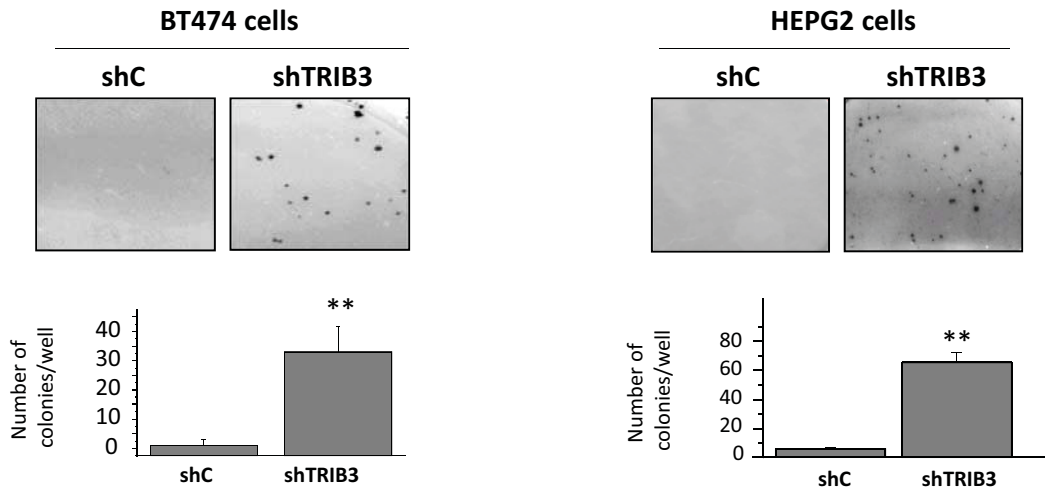 BT474 cells
shC
shTRIB3
Number of
colonies/well
40
30
20
10
0
**
shC
shTRIB3
HEPG2 cells
shC
shTRIB3
Number of
colonies/well
80
60
40
20
0
**
shC
shTRIB3